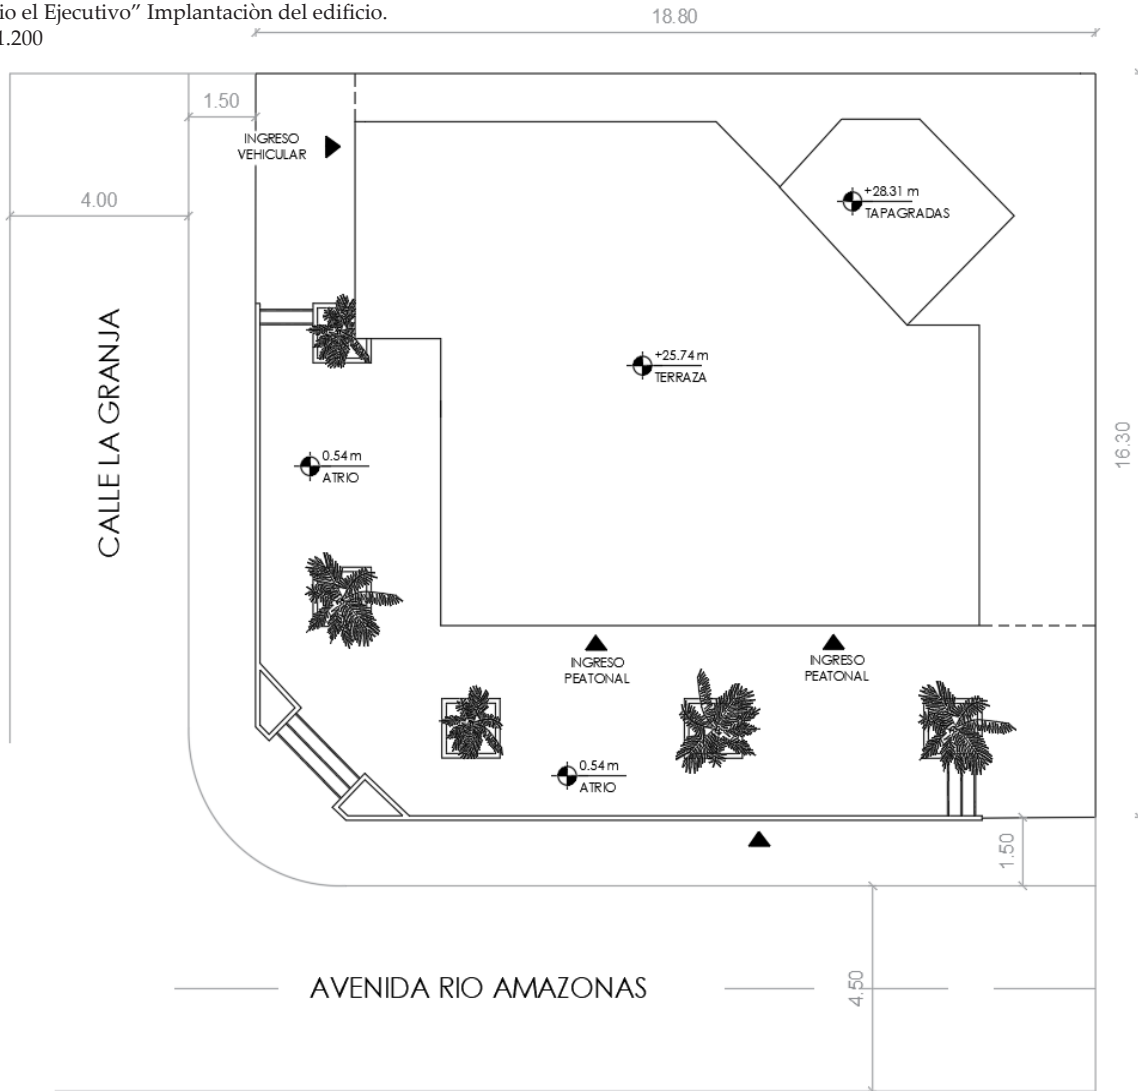 io el Ejecutivo” Implantaciòn del edificio.
1.200
18.80
1.50
INGRESO
VEHICULAR
4.00
+28.31 m
TAPAGRADAS
CALLE LA GRANJA
+25.74 m
TERRAZA
16.30
0.54 m
ATRIO
INGRESO
PEATONAL
INGRESO
PEATONAL
0.54 m
ATRIO
1.50
AVENIDA RIO AMAZONAS
4.50